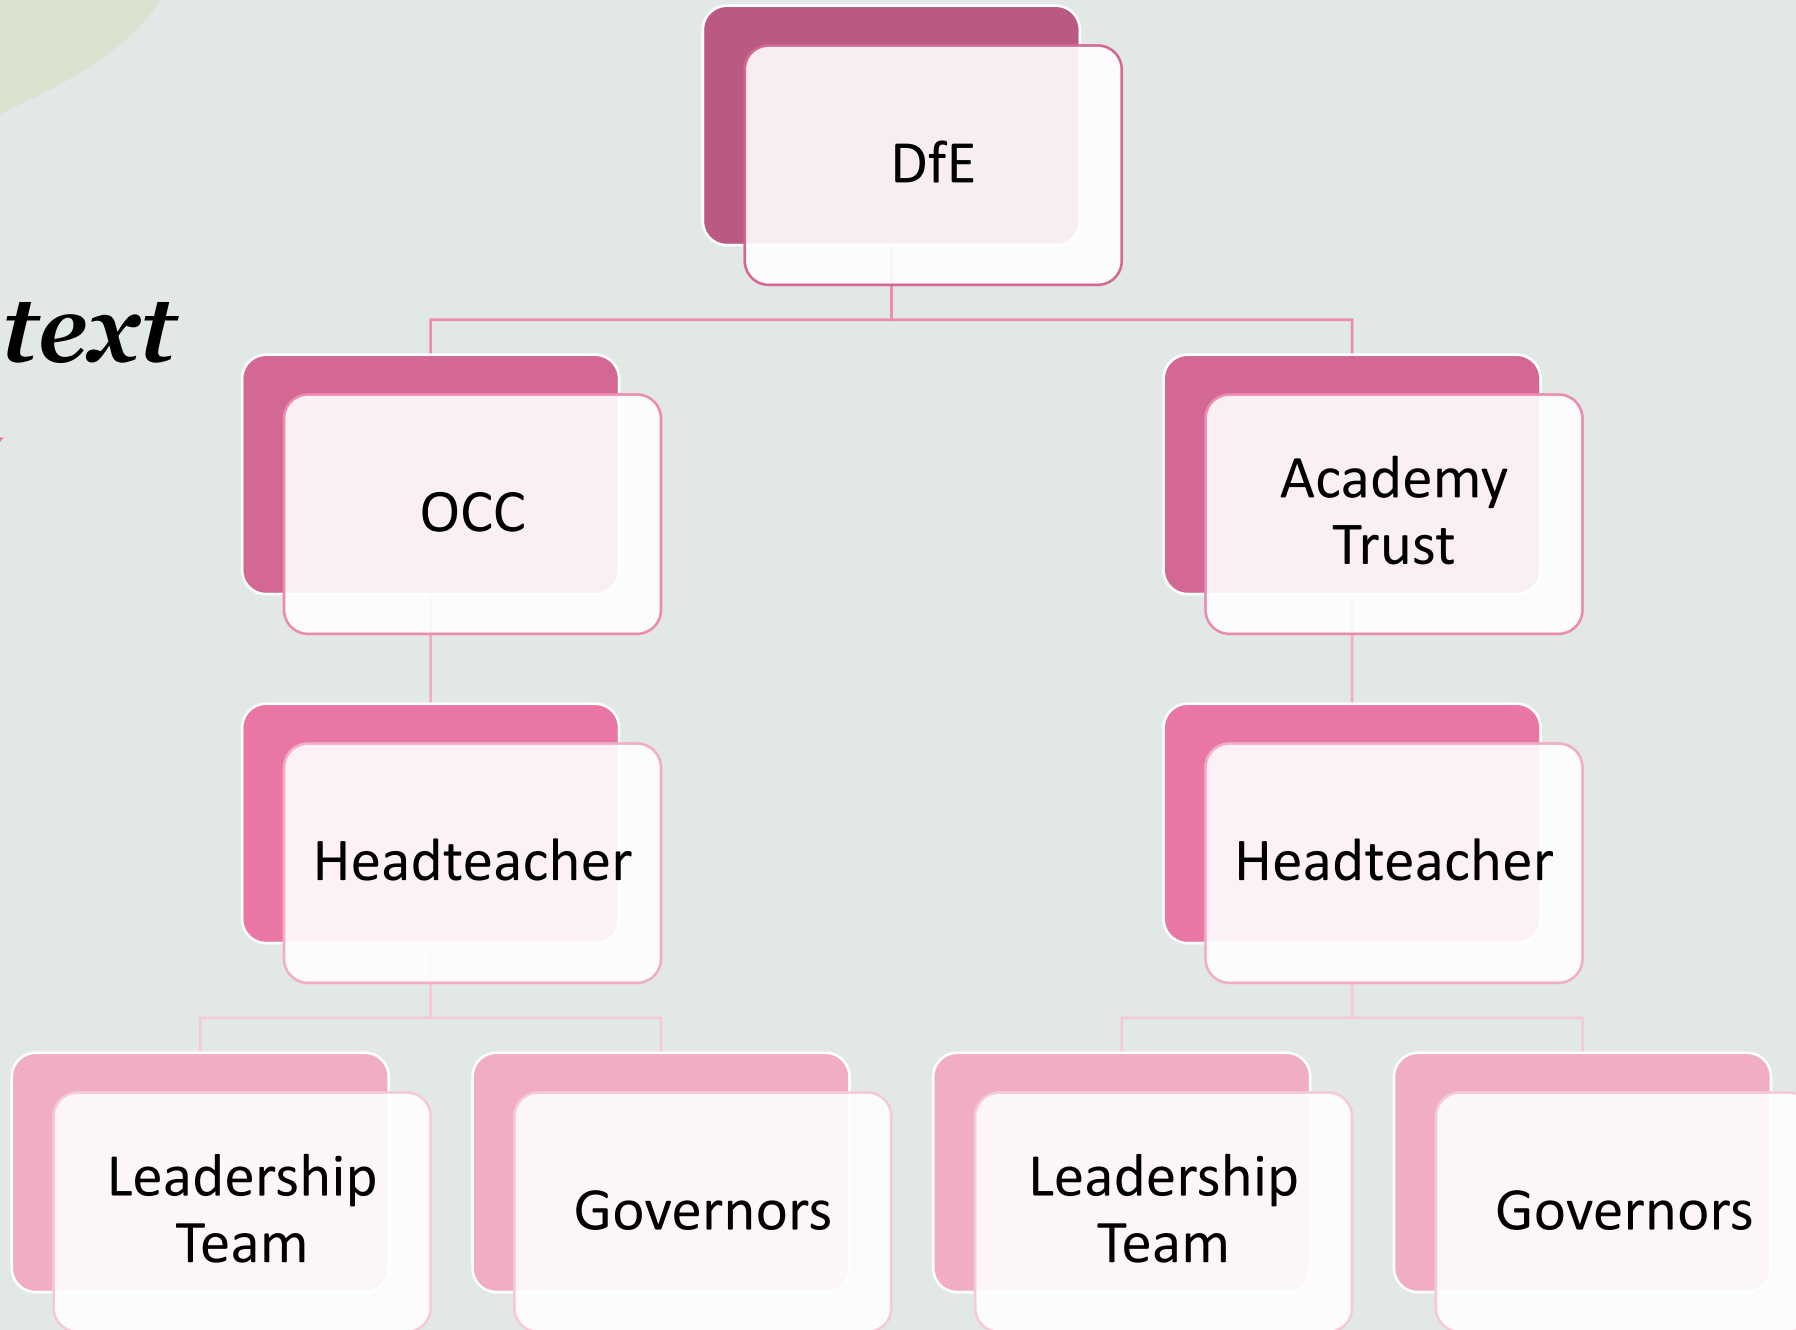 DfE
text
OCC
Academy
Trust
Headteacher
Headteacher
Leadership
Team
Governors
Leadership
Team
Governors